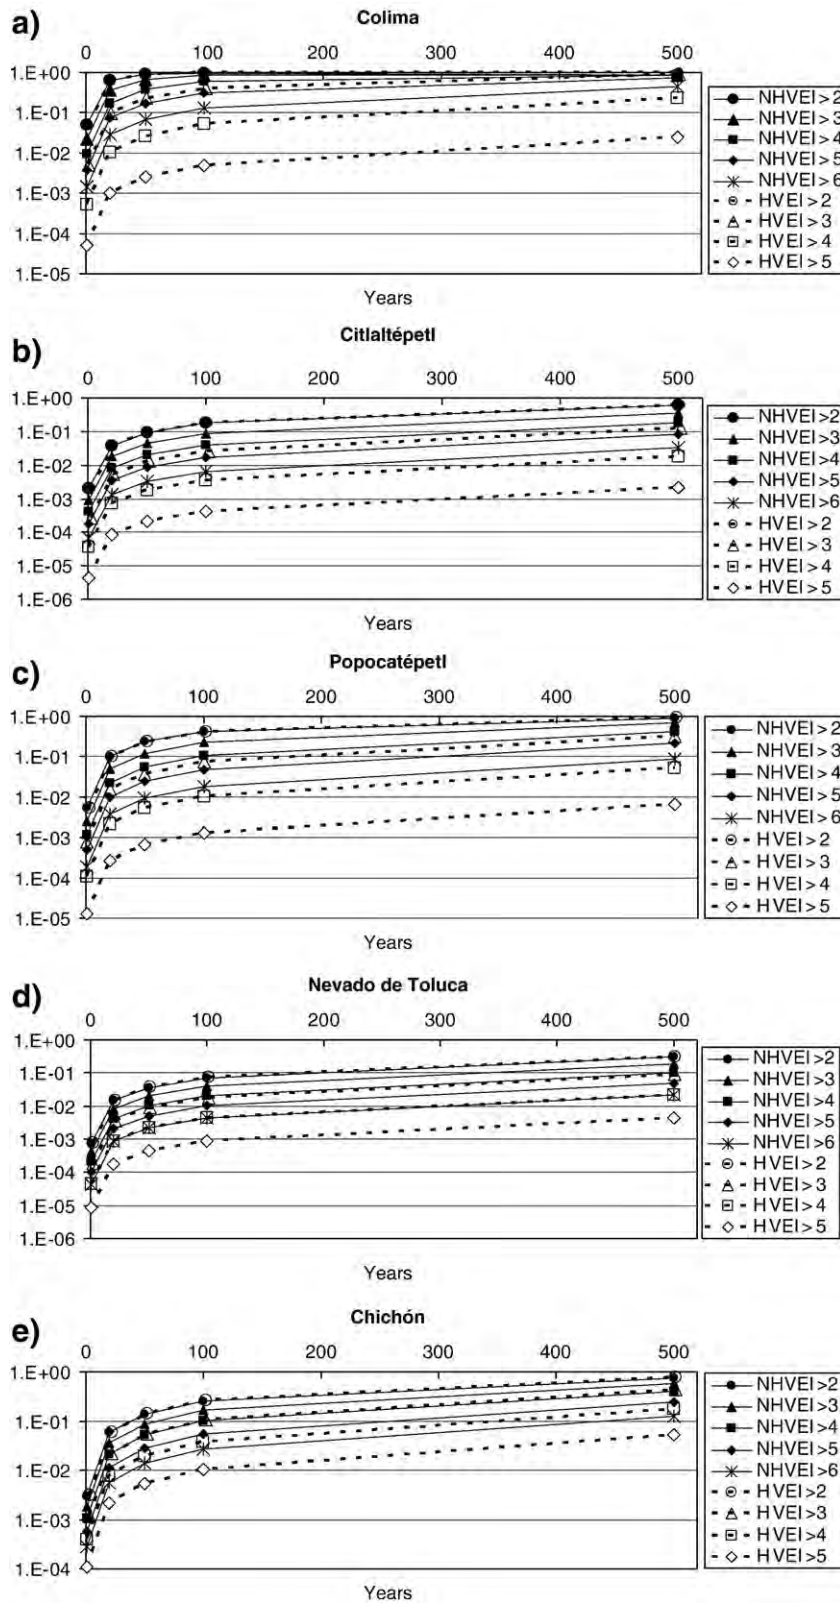 a)
Colima
0 100 200 300 400 500
1.E+00
1.E-01
1.E-02
1.E-03
1.E-04
1.E-05
NHVEI>2
NHVEI>3
NHVEI>4
NHVEI>5
NHVEI>6
HVEI>2
HVEI>3
HVEI>4
HVEI>5
Years
b)
Citlaltépetl
0 100 200 300 400 500
1.E+00
1.E-01
1.E-02
1.E-03
1.E-04
1.E-05
1.E-06
NHVEI>2
NHVEI>3
NHVEI>4
NHVEI>5
NHVEI>6
HVEI>2
HVEI>3
HVEI>4
HVEI>5
Years
c)
Popocatépetl
0 100 200 300 400 500
1.E+00
1.E-01
1.E-02
1.E-03
1.E-04
1.E-05
NHVEI>2
NHVEI>3
NHVEI>4
NHVEI>5
NHVEI>6
HVEI>2
HVEI>3
HVEI>4
HVEI>5
Years
d)
Nevado de Toluca
0 100 200 300 400 500
1.E+00
1.E-01
1.E-02
1.E-03
1.E-04
1.E-05
1.E-06
NHVEI>2
NHVEI>3
NHVEI>4
NHVEI>5
NHVEI>6
HVEI>2
HVEI>3
HVEI>4
HVEI>5
Years
e)
Chichón
0 100 200 300 400 500
1.E+00
1.E-01
1.E-02
1.E-03
1.E-04
NHVEI>2
NHVEI>3
NHVEI>4
NHVEI>5
NHVEI>6
HVEI>2
HVEI>3
HVEI>4
HVEI>5
Years